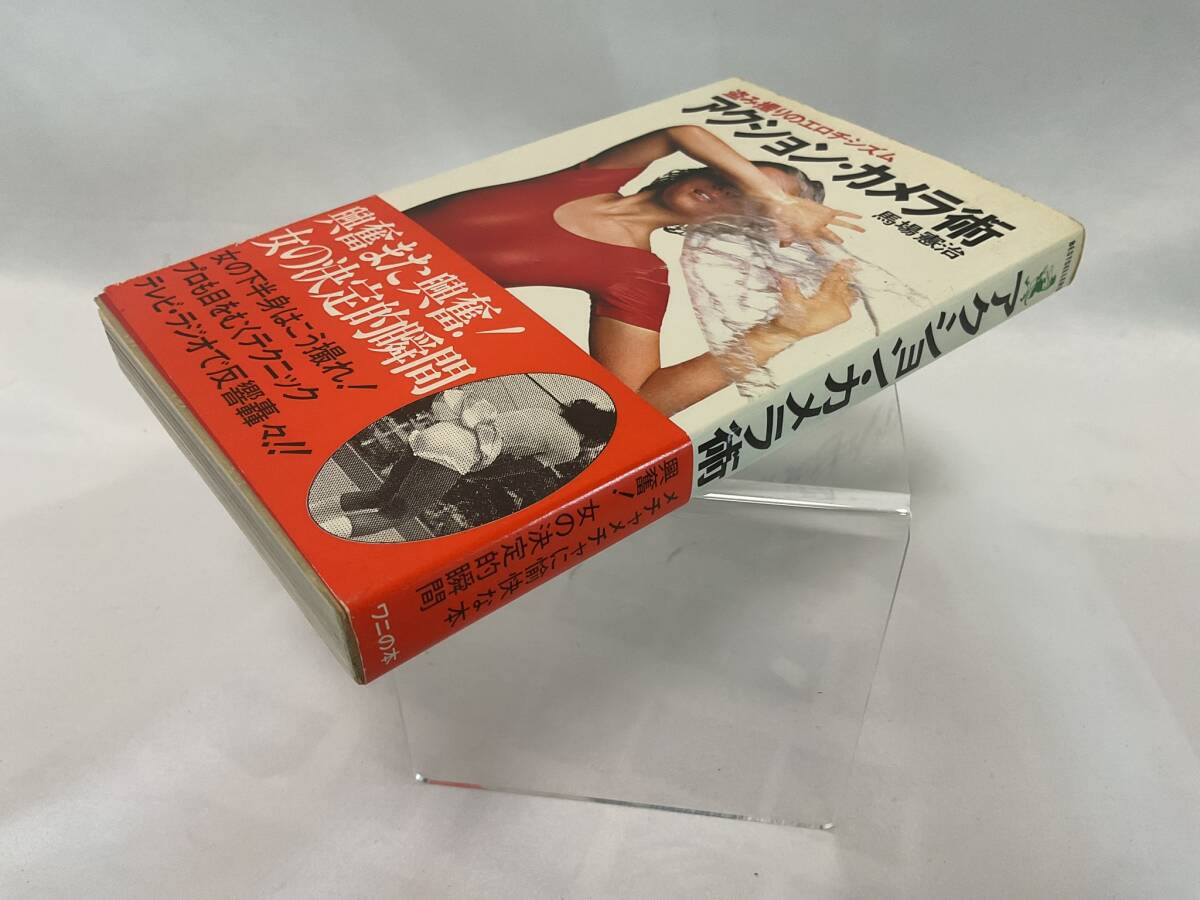 盗み撮りのエロチシズム
アクション・カメラ術
馬場憲治
興奮また興奮!
女の決定的瞬間
女の下半身はこう撮れ!
プロも目をむくテクニック
テレビ・ラジオで反響轟々!!
アクション・カメラ術
メチャメチャに愉快な本
興奮!女の決定的瞬間
ワニの本